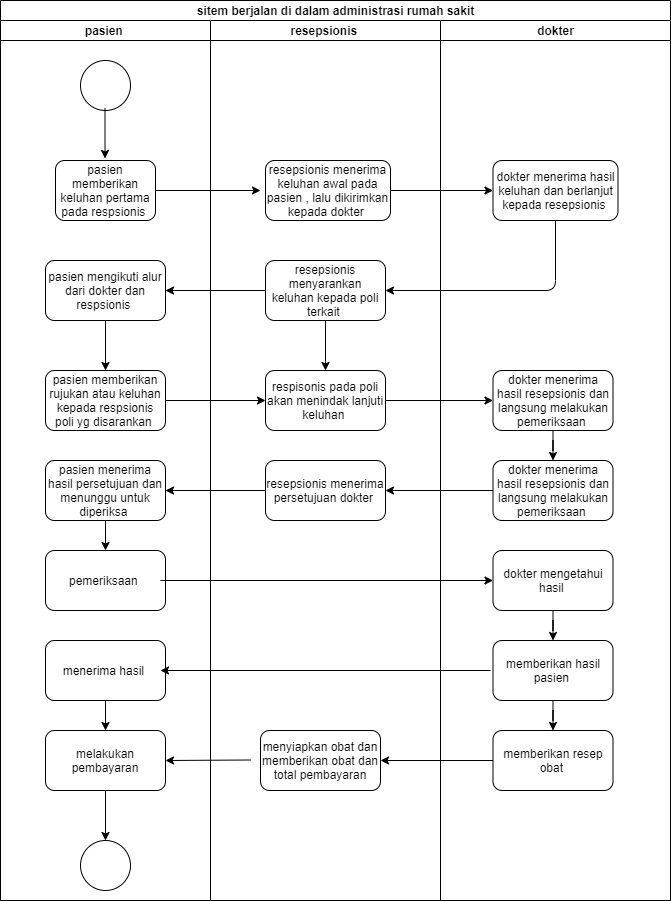 sitem berjalan di dalam administrasi rumah sakit
pasien
resepsionis
dokter
pasien
memberikan
keluhan pertama
pada respsionis
resepsionis menerima
keluhan awal pada
pasien , lalu dikirimkan
kepada dokter
dokter menerima hasil
keluhan dan berlanjut
kepada resepsionis
pasien mengikuti alur
dari dokter dan
respsionis
resepsionis
menyarankan
keluhan kepada poli
terkait
pasien memberikan
rujukan atau keluhan
kepada respsionis
poli yg disarankan
respisonis pada poli
akan menindak lanjuti
keluhan
dokter menerima
hasil resepsionis dan
langsung melakukan
pemeriksaan
pasien menerima
hasil persetujuan dan
menunggu untuk
diperiksa
resepsionis menerima
persetujuan dokter
dokter menerima
hasil resepsionis dan
langsung melakukan
pemeriksaan
pemeriksaan
dokter mengetahui
hasil
menerima hasil
memberikan hasil
pasien
melakukan
pembayaran
menyiapkan obat dan
memberikan obat dan
total pembayaran
memberikan resep
obat